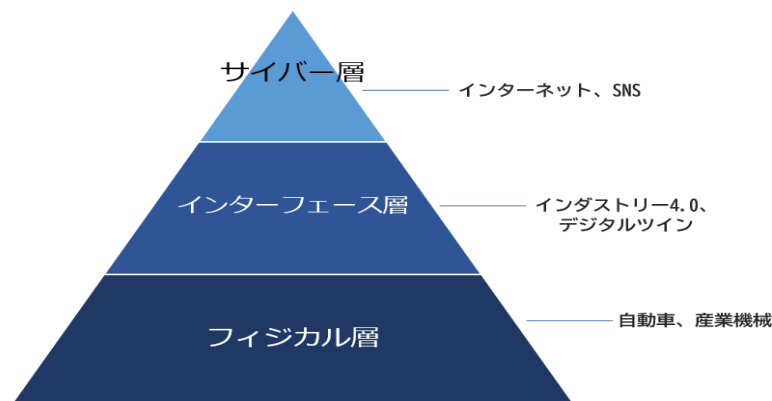 サイバー層
インターネット、SNS
インターフェース層
インダストリー4.0、
デジタルツイン
フィジカル層
自動車、産業機械